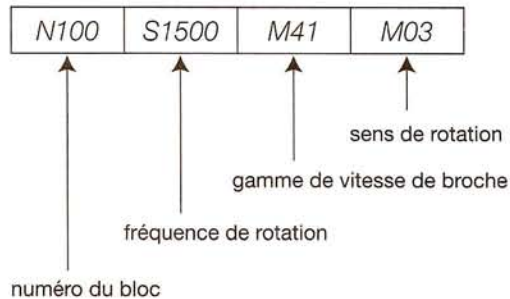 N100 S1500 M41 M03
sens de rotation
gamme de vitesse de broche
fréquence de rotation
numéro du bloc